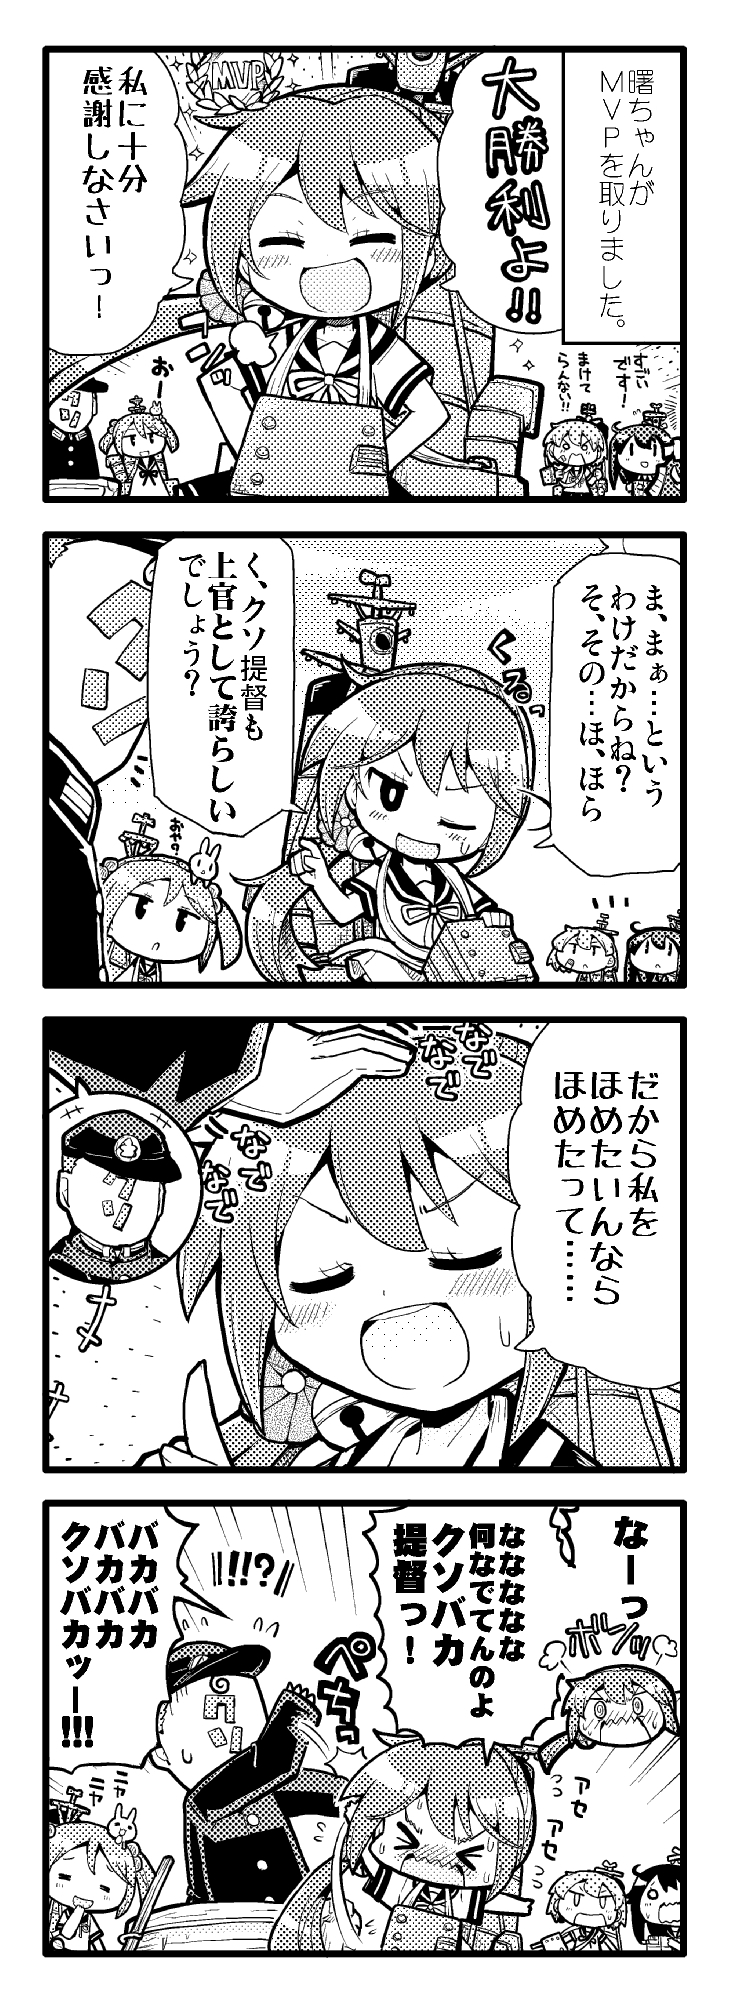 曙ちゃんが
MVPを取りました。
大勝利よ!!
MVP
私に十分
感謝しなさいっ!
すごい
です!
まけて
らんない!!
おー
ま、まぁ…という
わけだからね?
そ、その…ほ、ほら
くるっ
く、クソ提督も
上官として誇らしい
でしょう?
おや?
クソ
だから私を
ほめたいんなら
ほめたって……
なで
なで
なで
なで
なーっ
ボンッ
ななななな
何なでてんのよ
クソバカ
提督っ!
!!!?!
ペチっ
バカバカ
バカバカ
クソバカッー!!!
アセ
アセ
ニャ
ニャ